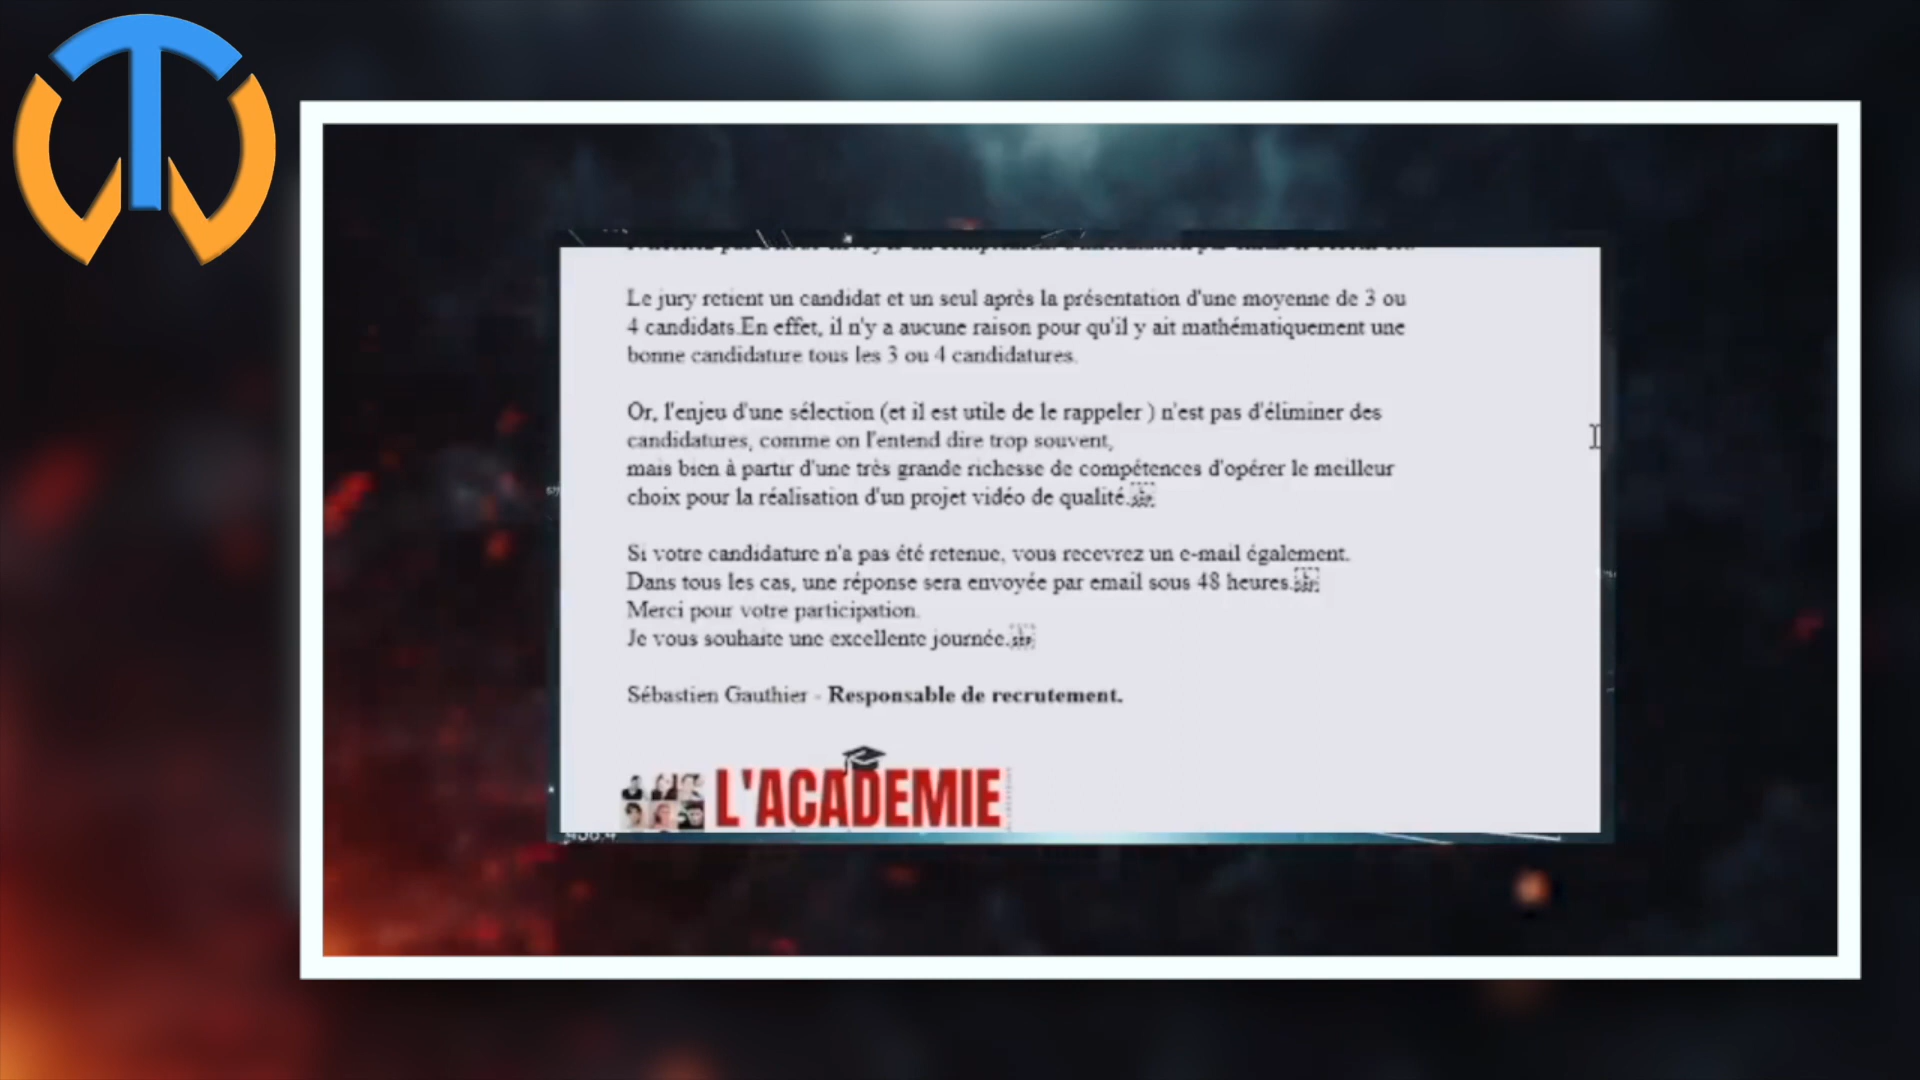 Le jury retient un candidat et un seul après la présentation d'une moyenne de 3 ou
4 candidats.En effet, il n'y a aucune raison pour qu'il y ait mathématiquement une
bonne candidature tous les 3 ou 4 candidatures.
Or, l'enjeu d'une sélection (et il est utile de le rappeler ) n'est pas d'éliminer des
candidatures, comme on l'entend dire trop souvent,
mais bien à partir d'une très grande richesse de compétences d'opérer le meilleur
choix pour la réalisation d'un projet vidéo de qualité.
Si votre candidature n'a pas été retenue, vous recevrez un e-mail également.
Dans tous les cas, une réponse sera envoyée par email sous 48 heures.
Merci pour votre participation.
Je vous souhaite une excellente journée.
Sébastien Gauthier - Responsable de recrutement.
L'ACADEMIE